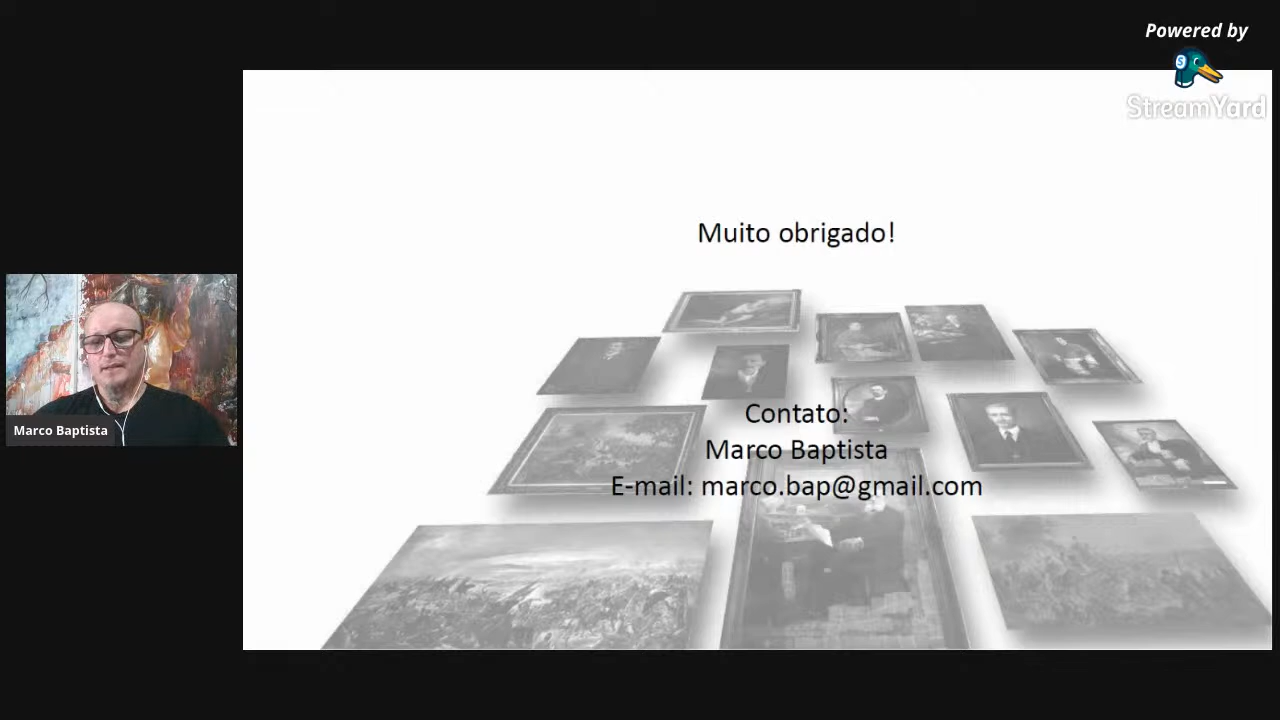 Powered by
StreamYard
Muito obrigado!
Contato:
Marco Baptista
E-mail: marco.bap@gmail.com
Marco Baptista